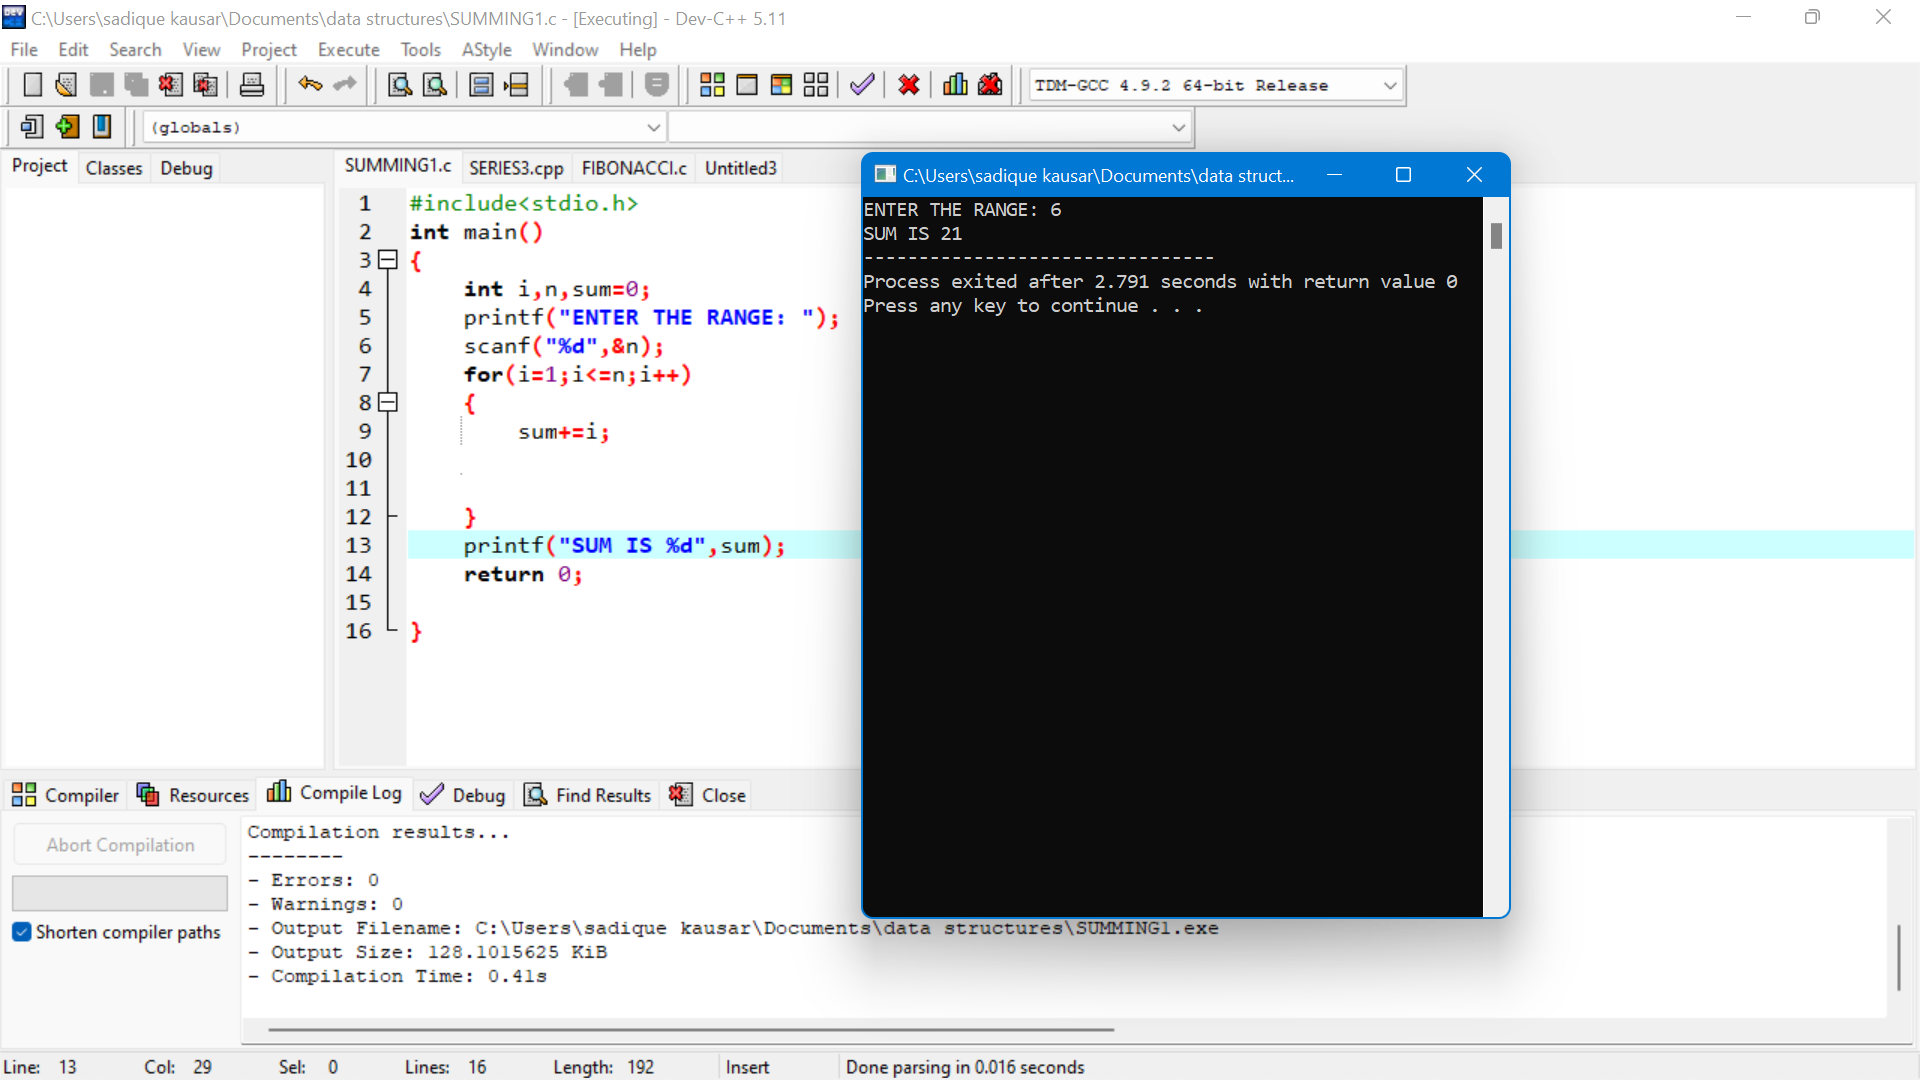 C:\Users\sadique kausar\Documents\data structures\SUMMING1.c - [Executing] - Dev-C++ 5.11
File Edit Search View Project Execute Tools AStyle Window Help
TDM-GCC 4.9.2 64-bit Release
(globals)
Project Classes Debug
SUMMING1.c SERIES3.cpp FIBONACCI.c Untitled3
1 #include<stdio.h>
2 int main()
3 {
4 int i,n,sum=0;
5 printf("ENTER THE RANGE: ");
6 scanf("%d",&n);
7 for(i=1;i<=n;i++)
8 {
9 sum+=i;
10
11
12 }
13 printf("SUM IS %d",sum);
14 return 0;
15
16 }
C:\Users\sadique kausar\Documents\data struct...
ENTER THE RANGE: 6
SUM IS 21
--------------------------------
Process exited after 2.791 seconds with return value 0
Press any key to continue . . .
Compiler Resources Compile Log Debug Find Results Close
Abort Compilation
Shorten compiler paths
Compilation results...
--------
- Errors: 0
- Warnings: 0
- Output Filename: C:\Users\sadique kausar\Documents\data structures\SUMMING1.exe
- Output Size: 128.1015625 KiB
- Compilation Time: 0.41s
Line: 13 Col: 29 Sel: 0 Lines: 16 Length: 192 Insert Done parsing in 0.016 seconds